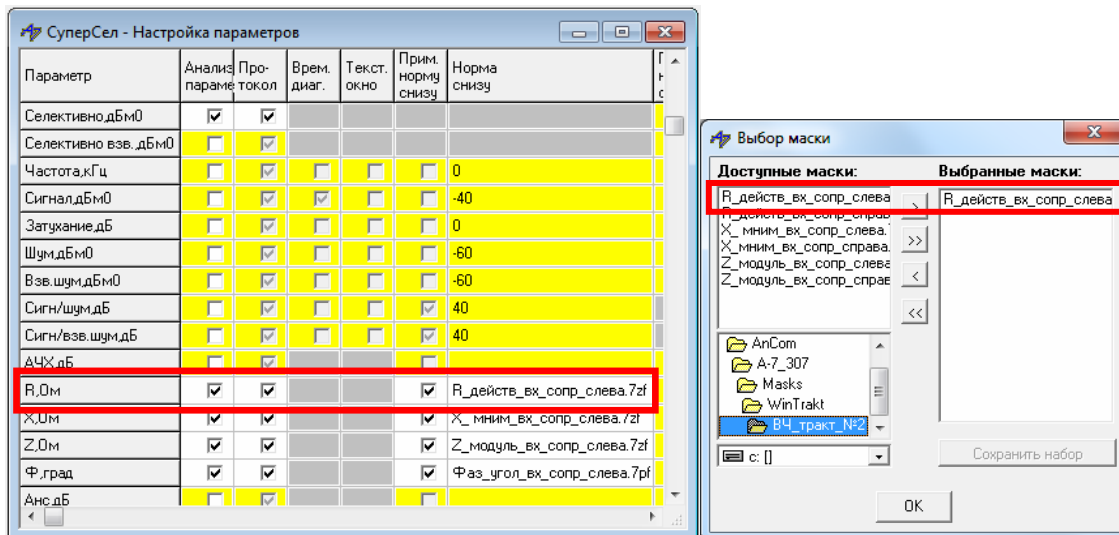 СуперСел - Настройка параметров
Параметр Анализ параме Про- токол Врем. диаг. Текст. окно Прим. норму снизу Норма снизу
Селективно,дБм0
Селективно взв.,дБм0
Частота,кГц 0
Сигнал,дБм0 -40
Затухание,дБ 0
Шум,дБм0 -60
Взв.шум,дБм0 -60
Сигн/шум,дБ 40
Сигн/взв.шум,дБ 40
АЧХ,дБ
R,Ом R_действ_вх_сопр_слева.7zf
X,Ом X_ мним_вх_сопр_слева.7zf
Z,Ом Z_модуль_вх_сопр_слева.7zf
Ф,град Фаз_угол_вх_сопр_слева.7pf
Анс,дБ
Выбор маски
Доступные маски: Выбранные маски:
R_действ_вх_сопр_слева > R_действ_вх_сопр_слева
R_действ_вх_сопр_справ
X_ мним_вх_сопр_слева.
X_мним_вх_сопр_справа. >>
Z_модуль_вх_сопр_слева
Z_модуль_вх_сопр_справ <
<<
AnCom
A-7_307
Masks
WinTrakt
ВЧ_тракт_№2
c: [] Сохранить набор
OK